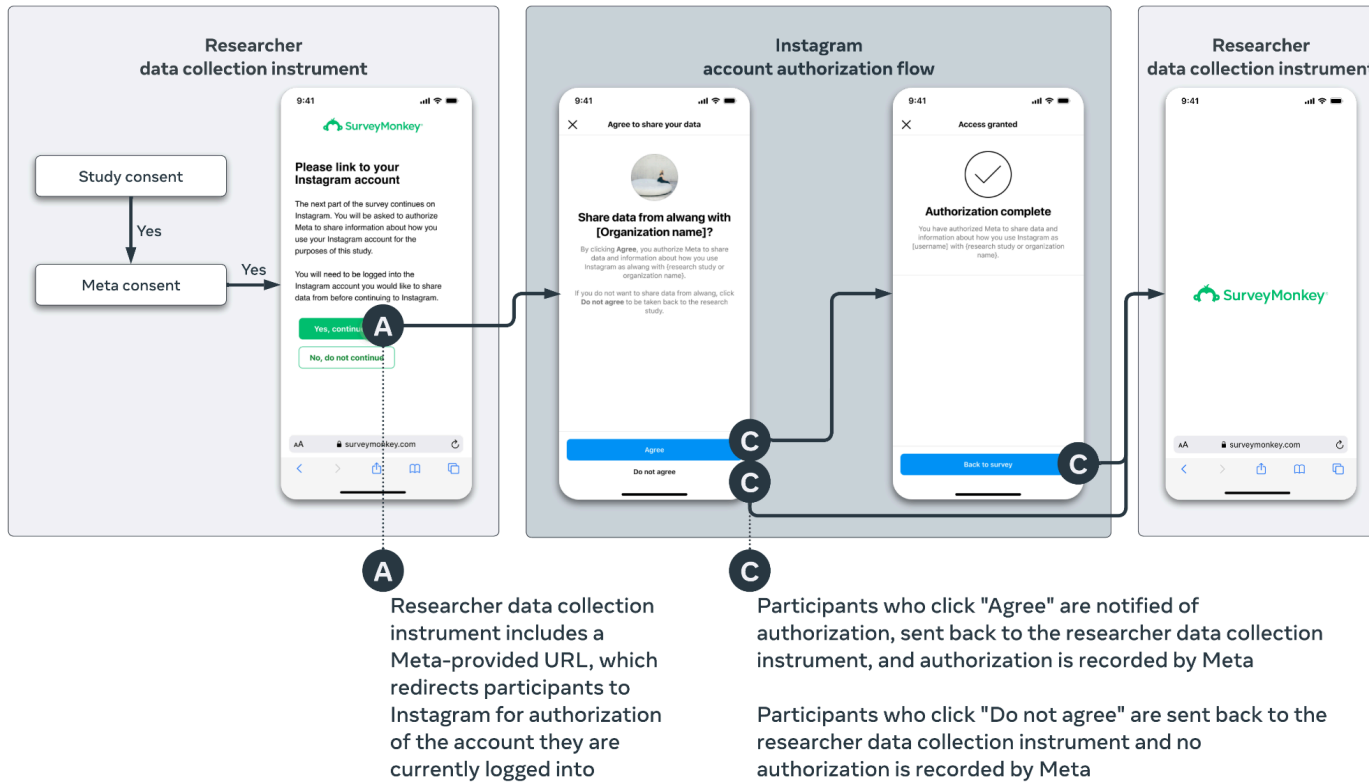 Researcher
data collection instrument
Study consent
Yes
Meta consent
Yes
9:41
SurveyMonkey
Please link to your
Instagram account
The next part of the survey continues on
Instagram. You will be asked to authorize
Meta to share information about how you
use your Instagram account for the
purposes of this study.
You will need to be logged into the
Instagram account you would like to share
data from before continuing to Instagram.
Yes, continu
A
No, do not continue
AA
surveymonkey.com
Instagram
account authorization flow
9:41
Agree to share your data
Share data from alwang with
[Organization name]?
By clicking Agree, you authorize Meta to share
data and information about how you use
Instagram as alwang with {research study or
organization name}.
If you do not want to share data from alwang, click
Do not agree to be taken back to the research
study.
Agree
C
Do not agree
C
9:41
Access granted
Authorization complete
You have authorized Meta to share data and
information about how you use Instagram as
[username] with {research study or organization
name}.
Back to survey
C
Researcher
data collection instrument
9:41
SurveyMonkey
AA
surveymonkey.com
A
Researcher data collection
instrument includes a
Meta-provided URL, which
redirects participants to
Instagram for authorization
of the account they are
currently logged into
C
Participants who click "Agree" are notified of
authorization, sent back to the researcher data collection
instrument, and authorization is recorded by Meta
Participants who click "Do not agree" are sent back to the
researcher data collection instrument and no
authorization is recorded by Meta